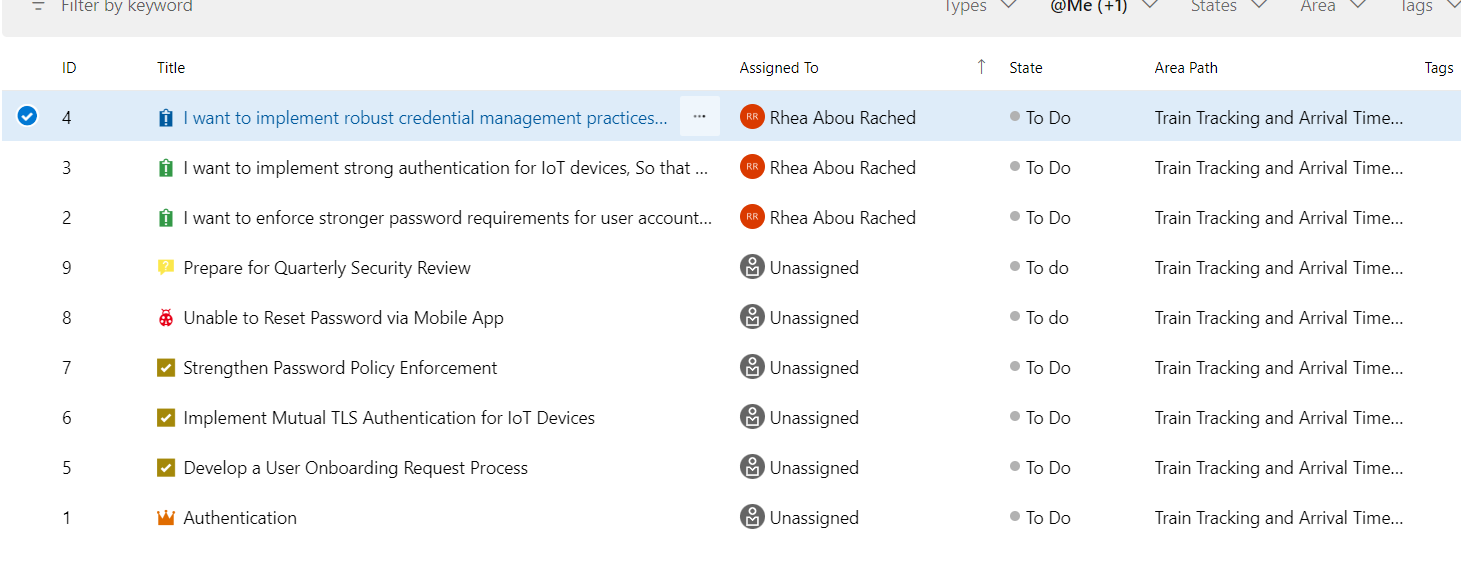 Filter by keyword Types @Me (+1) States Area Tags
ID Title Assigned To ↑ State Area Path Tags
4 I want to implement robust credential management practices... ... RR Rhea Abou Rached To Do Train Tracking and Arrival Time...
3 I want to implement strong authentication for IoT devices, So that ... RR Rhea Abou Rached To Do Train Tracking and Arrival Time...
2 I want to enforce stronger password requirements for user account... RR Rhea Abou Rached To Do Train Tracking and Arrival Time...
9 Prepare for Quarterly Security Review Unassigned To do Train Tracking and Arrival Time...
8 Unable to Reset Password via Mobile App Unassigned To do Train Tracking and Arrival Time...
7 Strengthen Password Policy Enforcement Unassigned To Do Train Tracking and Arrival Time...
6 Implement Mutual TLS Authentication for IoT Devices Unassigned To Do Train Tracking and Arrival Time...
5 Develop a User Onboarding Request Process Unassigned To Do Train Tracking and Arrival Time...
1 Authentication Unassigned To Do Train Tracking and Arrival Time...